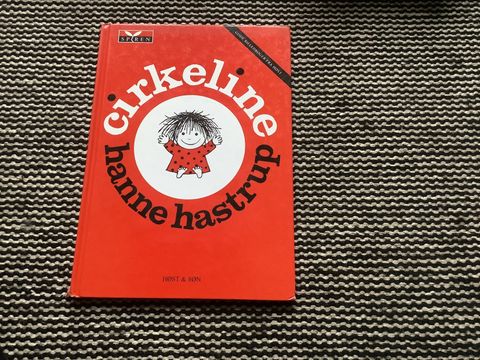 SPIREN
cirkeline
hanne hastrup
HØST & SØN